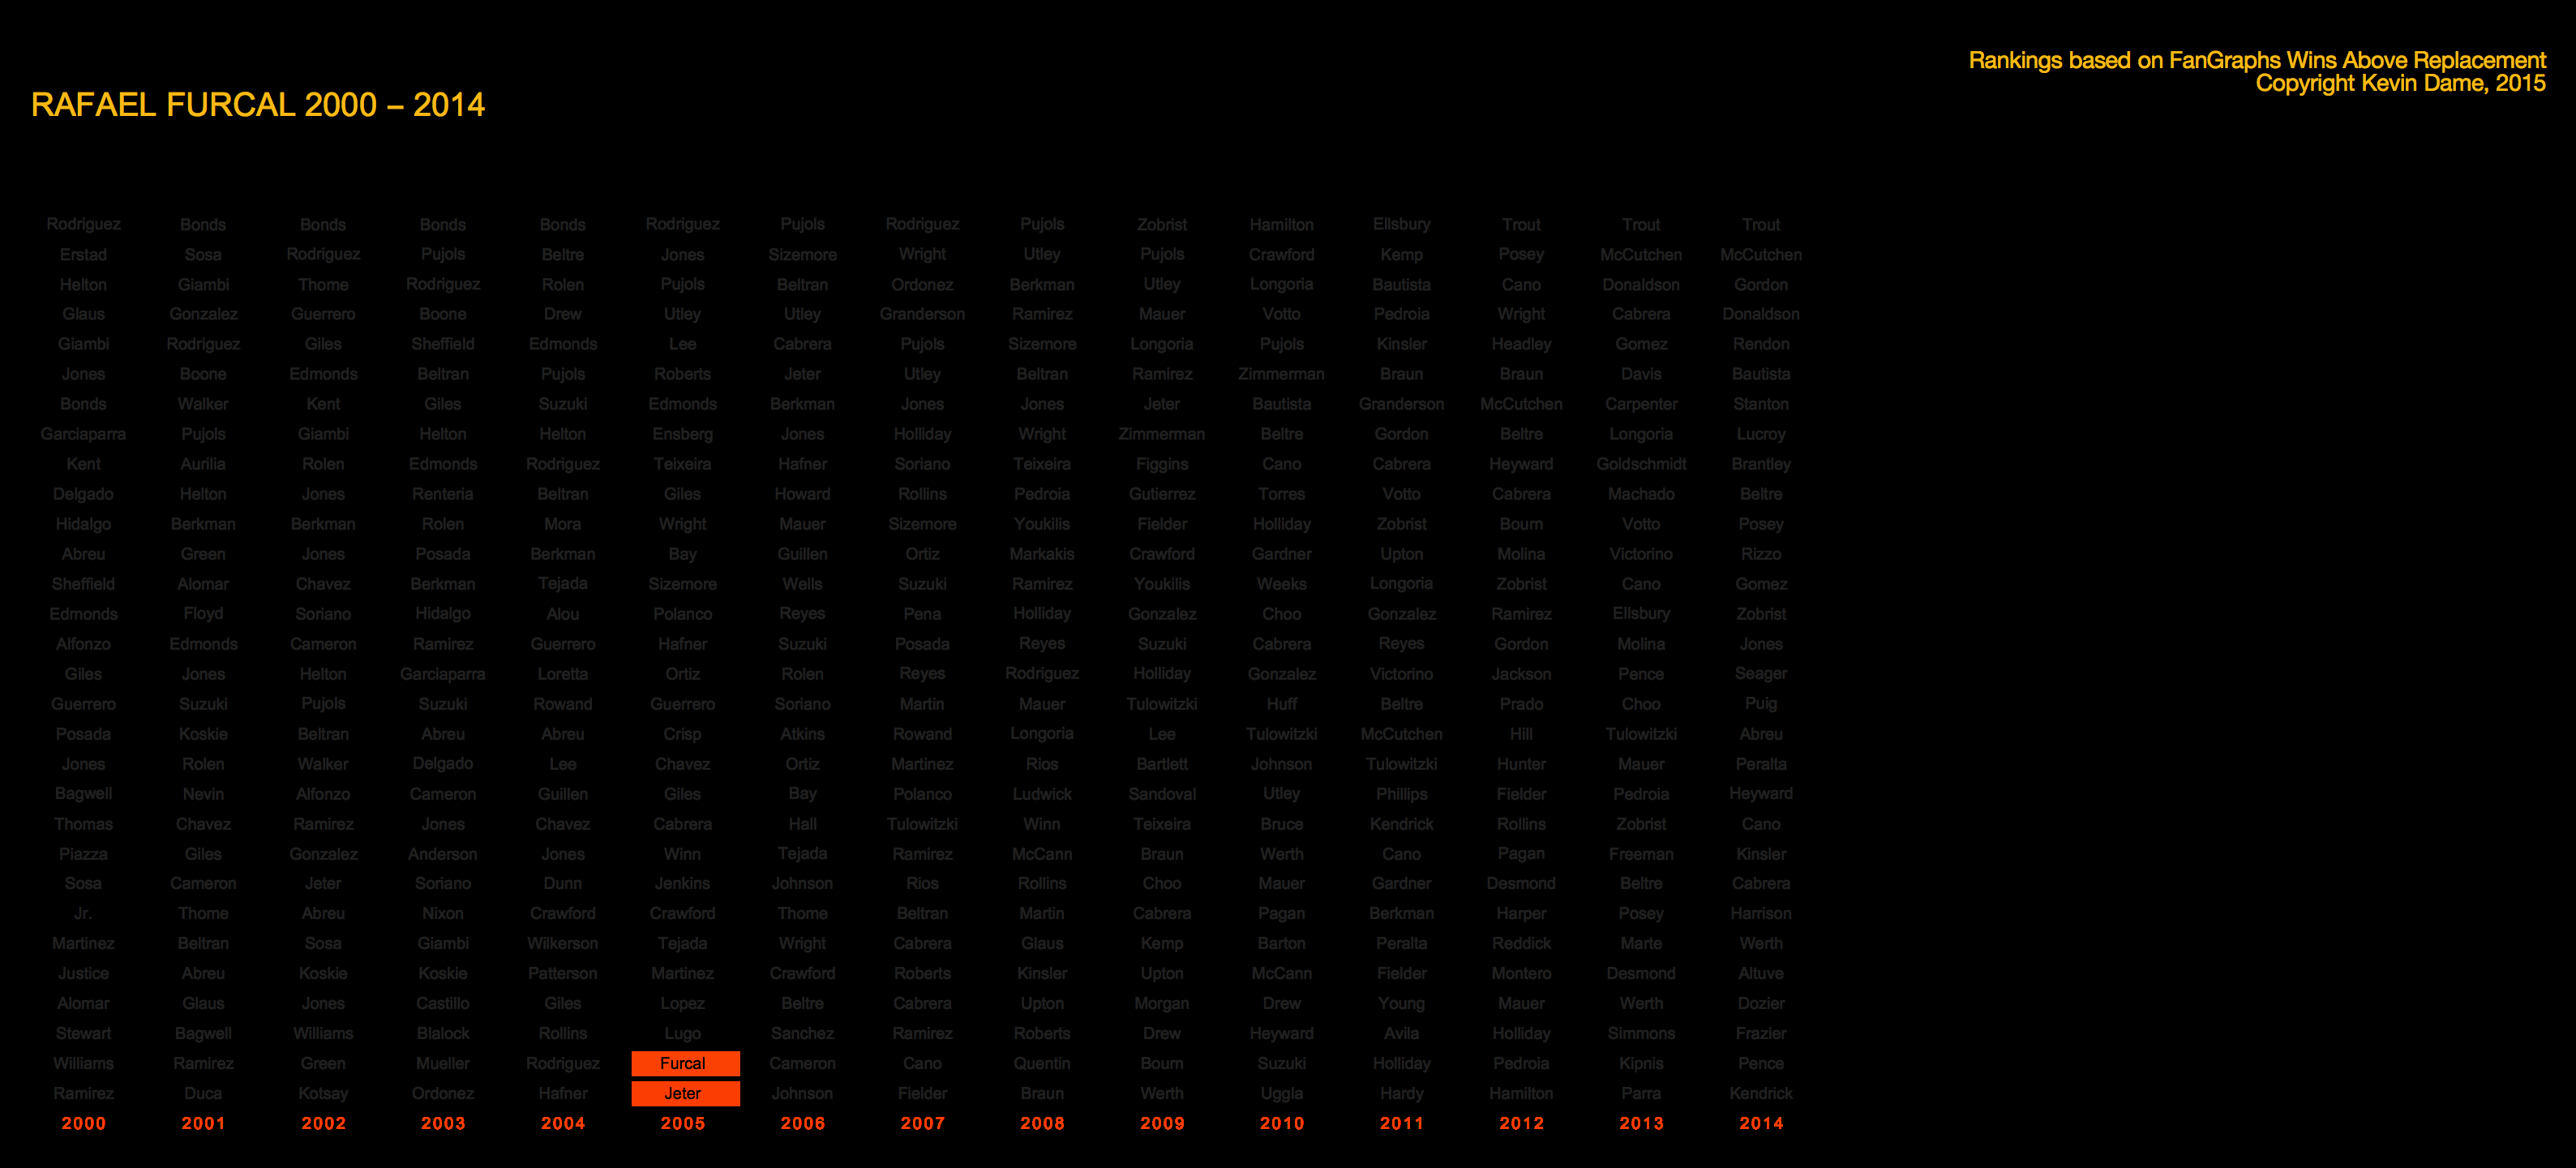 Rankings based on FanGraphs Wins Above Replacement
Copyright Kevin Dame, 2015
RAFAEL FURCAL 2000 – 2014
Rodriguez Bonds Bonds Bonds Bonds Rodriguez Pujols Rodriguez Pujols Zobrist Hamilton Ellsbury Trout Trout Trout
Erstad Sosa Rodriguez Pujols Beltre Jones Sizemore Wright Utley Pujols Crawford Kemp Posey McCutchen McCutchen
Helton Giambi Thome Rodriguez Rolen Pujols Beltran Ordonez Berkman Utley Longoria Bautista Cano Donaldson Gordon
Glaus Gonzalez Guerrero Boone Drew Utley Utley Granderson Ramirez Mauer Votto Pedroia Wright Cabrera Donaldson
Giambi Rodriguez Giles Sheffield Edmonds Lee Cabrera Pujols Sizemore Longoria Pujols Kinsler Headley Gomez Rendon
Jones Boone Edmonds Beltran Pujols Roberts Jeter Utley Beltran Ramirez Zimmerman Braun Braun Davis Bautista
Bonds Walker Kent Giles Suzuki Edmonds Berkman Jones Jones Jeter Bautista Granderson McCutchen Carpenter Stanton
Garciaparra Pujols Giambi Helton Helton Ensberg Jones Holliday Wright Zimmerman Beltre Gordon Beltre Longoria Lucroy
Kent Aurilia Rolen Edmonds Rodriguez Teixeira Hafner Soriano Teixeira Figgins Cano Cabrera Heyward Goldschmidt Brantley
Delgado Helton Jones Renteria Beltran Giles Howard Rollins Pedroia Gutierrez Torres Votto Cabrera Machado Beltre
Hidalgo Berkman Berkman Rolen Mora Wright Mauer Sizemore Youkilis Fielder Holliday Zobrist Bourn Votto Posey
Abreu Green Jones Posada Berkman Bay Guillen Ortiz Markakis Crawford Gardner Upton Molina Victorino Rizzo
Sheffield Alomar Chavez Berkman Tejada Sizemore Wells Suzuki Ramirez Youkilis Weeks Longoria Zobrist Cano Gomez
Edmonds Floyd Soriano Hidalgo Alou Polanco Reyes Pena Holliday Gonzalez Choo Gonzalez Ramirez Ellsbury Zobrist
Alfonzo Edmonds Cameron Ramirez Guerrero Hafner Suzuki Posada Reyes Suzuki Cabrera Reyes Gordon Molina Jones
Giles Jones Helton Garciaparra Loretta Ortiz Rolen Reyes Rodriguez Holliday Gonzalez Victorino Jackson Pence Seager
Guerrero Suzuki Pujols Suzuki Rowand Guerrero Soriano Martin Mauer Tulowitzki Huff Beltre Prado Choo Puig
Posada Koskie Beltran Abreu Abreu Crisp Atkins Rowand Longoria Lee Tulowitzki McCutchen Hill Tulowitzki Abreu
Jones Rolen Walker Delgado Lee Chavez Ortiz Martinez Rios Bartlett Johnson Tulowitzki Hunter Mauer Peralta
Bagwell Nevin Alfonzo Cameron Guillen Giles Bay Polanco Ludwick Sandoval Utley Phillips Fielder Pedroia Heyward
Thomas Chavez Ramirez Jones Chavez Cabrera Hall Tulowitzki Winn Teixeira Bruce Kendrick Rollins Zobrist Cano
Piazza Giles Gonzalez Anderson Jones Winn Tejada Ramirez McCann Braun Werth Cano Pagan Freeman Kinsler
Sosa Cameron Jeter Soriano Dunn Jenkins Johnson Rios Rollins Choo Mauer Gardner Desmond Beltre Cabrera
Jr. Thome Abreu Nixon Crawford Crawford Thome Beltran Martin Cabrera Pagan Berkman Harper Posey Harrison
Martinez Beltran Sosa Giambi Wilkerson Tejada Wright Cabrera Glaus Kemp Barton Peralta Reddick Marte Werth
Justice Abreu Koskie Koskie Patterson Martinez Crawford Roberts Kinsler Upton McCann Fielder Montero Desmond Altuve
Alomar Glaus Jones Castillo Giles Lopez Beltre Cabrera Upton Morgan Drew Young Mauer Werth Dozier
Stewart Bagwell Williams Blalock Rollins Lugo Sanchez Ramirez Roberts Drew Heyward Avila Holliday Simmons Frazier
Williams Ramirez Green Mueller Rodriguez Furcal Cameron Cano Quentin Bourn Suzuki Holliday Pedroia Kipnis Pence
Ramirez Duca Kotsay Ordonez Hafner Jeter Johnson Fielder Braun Werth Uggla Hardy Hamilton Parra Kendrick
2000 2001 2002 2003 2004 2005 2006 2007 2008 2009 2010 2011 2012 2013 2014